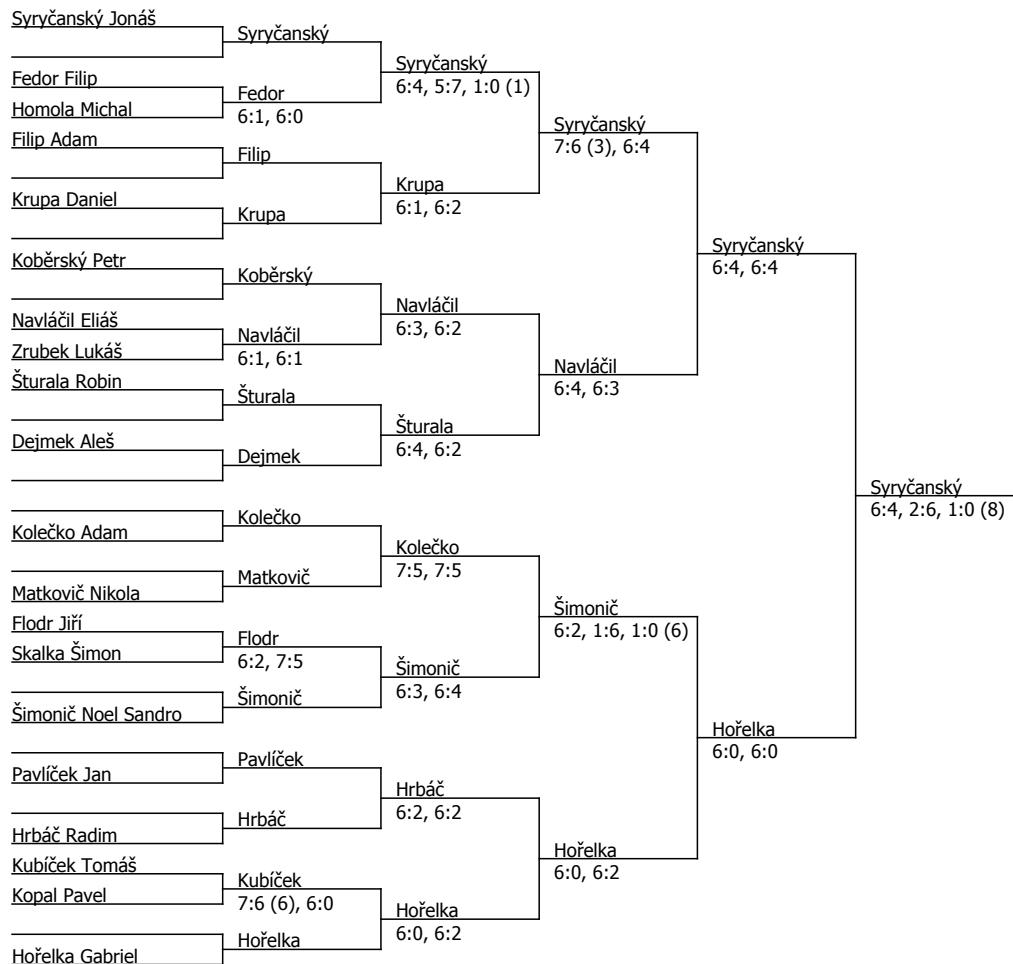 Syryčanský Jonáš
Fedor Filip
Homola Michal
Filip Adam
Krupa Daniel
Koběrský Petr
Navláčil Eliáš
Zrubek Lukáš
Šturala Robin
Dejmek Aleš
Kolečko Adam
Matkovič Nikola
Flodr Jiří
Skalka Šimon
Šimonič Noel Sandro
Pavlíček Jan
Hrbáč Radim
Kubíček Tomáš
Kopal Pavel
Hořelka Gabriel
Syryčanský
Fedor
6:1, 6:0
Filip
Krupa
Koběrský
Navláčil
6:1, 6:1
Šturala
Dejmek
Kolečko
Matkovič
Flodr
6:2, 7:5
Šimonič
Pavlíček
Hrbáč
Kubíček
7:6 (6), 6:0
Hořelka
Syryčanský
6:4, 5:7, 1:0 (1)
Krupa
6:1, 6:2
Navláčil
6:3, 6:2
Šturala
6:4, 6:2
Kolečko
7:5, 7:5
Šimonič
6:3, 6:4
Hrbáč
6:2, 6:2
Hořelka
6:0, 6:2
Syryčanský
7:6 (3), 6:4
Navláčil
6:4, 6:3
Šimonič
6:2, 1:6, 1:0 (6)
Hořelka
6:0, 6:2
Syryčanský
6:4, 6:4
Hořelka
6:0, 6:0
Syryčanský
6:4, 2:6, 1:0 (8)